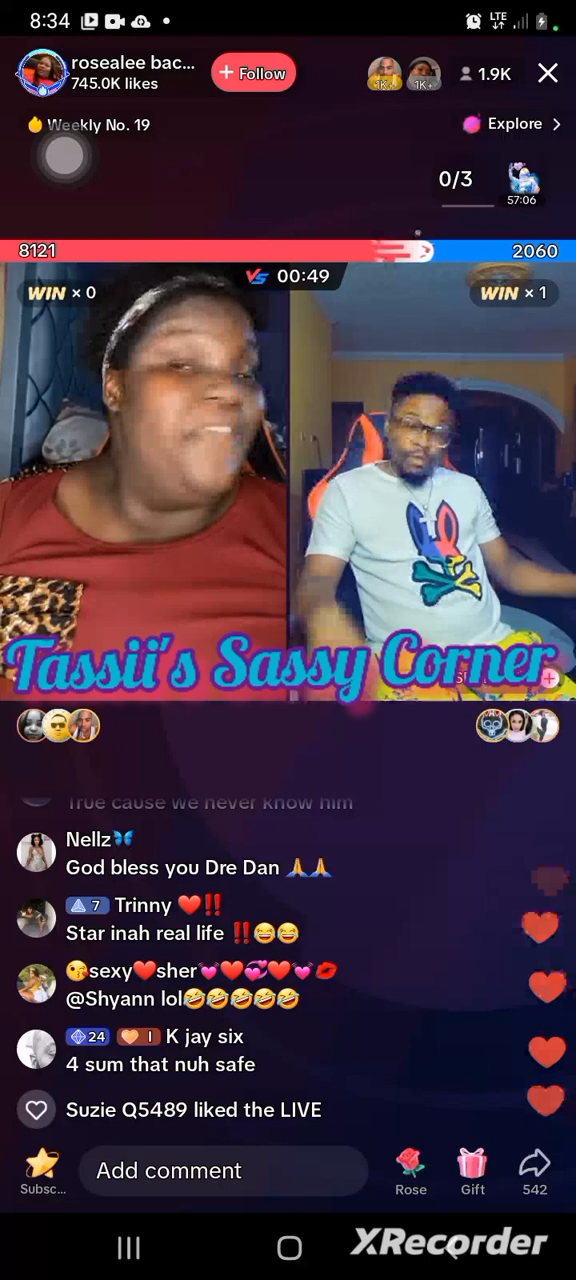 8:34
LTE
rosealee bac...
745.0K likes
+ Follow
1K+
1K+
1.9K
Weekly No. 19
Explore
0/3
57:06
8121
2060
WIN × 0
VS 00:49
WIN × 1
Tassii's Sassy Corner
True cause we never know him
Nellz🦋
God bless you Dre Dan 🙏🙏
7 Trinny ❤️‼️
Star inah real life ‼️😂😂
😘sexy❤️sher💓❤️💞❤️💓💋
@Shyann lol🤣🤣🤣🤣🤣
24 I K jay six
4 sum that nuh safe
Suzie Q5489 liked the LIVE
Subsc...
Add comment
Rose
Gift
542
XRecorder